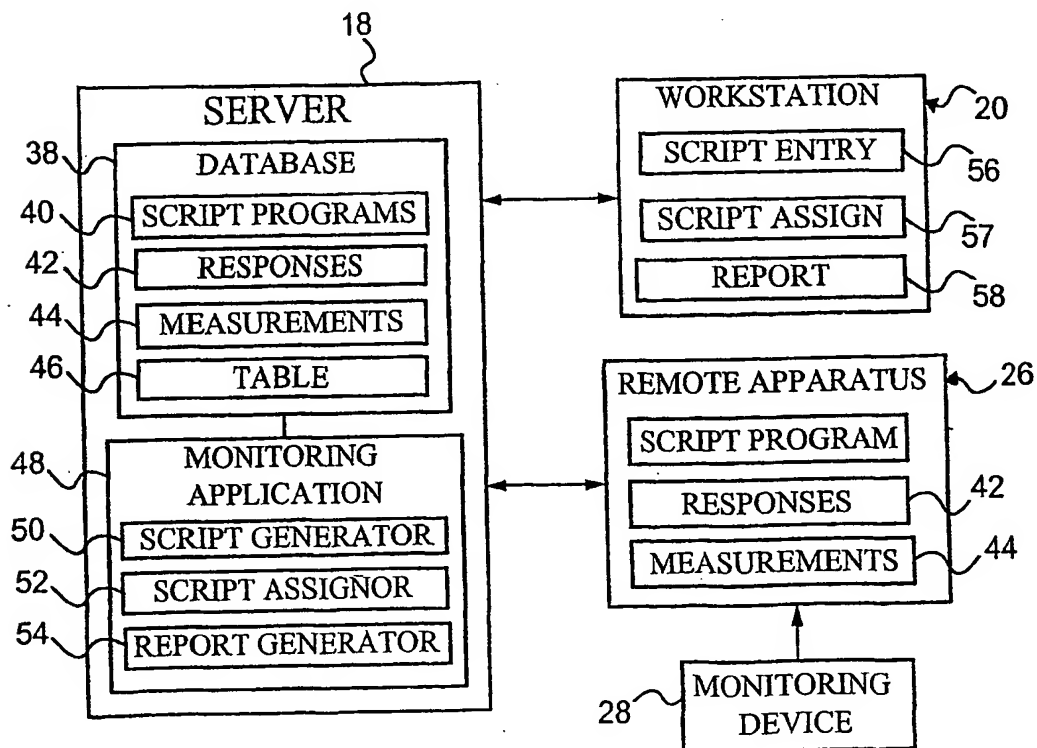 18
SERVER
38
DATABASE
40
SCRIPT PROGRAMS
42
RESPONSES
44
MEASUREMENTS
46
TABLE
48
MONITORING
APPLICATION
50
SCRIPT GENERATOR
52
SCRIPT ASSIGNOR
54
REPORT GENERATOR
WORKSTATION
20
SCRIPT ENTRY
56
SCRIPT ASSIGN
57
REPORT
58
REMOTE APPARATUS
26
SCRIPT PROGRAM
RESPONSES
42
MEASUREMENTS
44
28
MONITORING
DEVICE